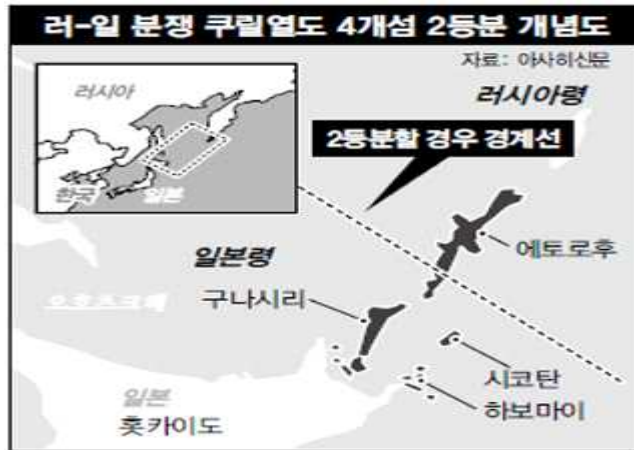 러-일 분쟁 쿠릴열도 4개섬 2등분 개념도
자료: 아사히신문
러시아
한국
일본
러시아령
2등분할 경우 경계선
에토로후
일본령
구나시리
오호츠크해
시코탄
하보마이
일본
홋카이도